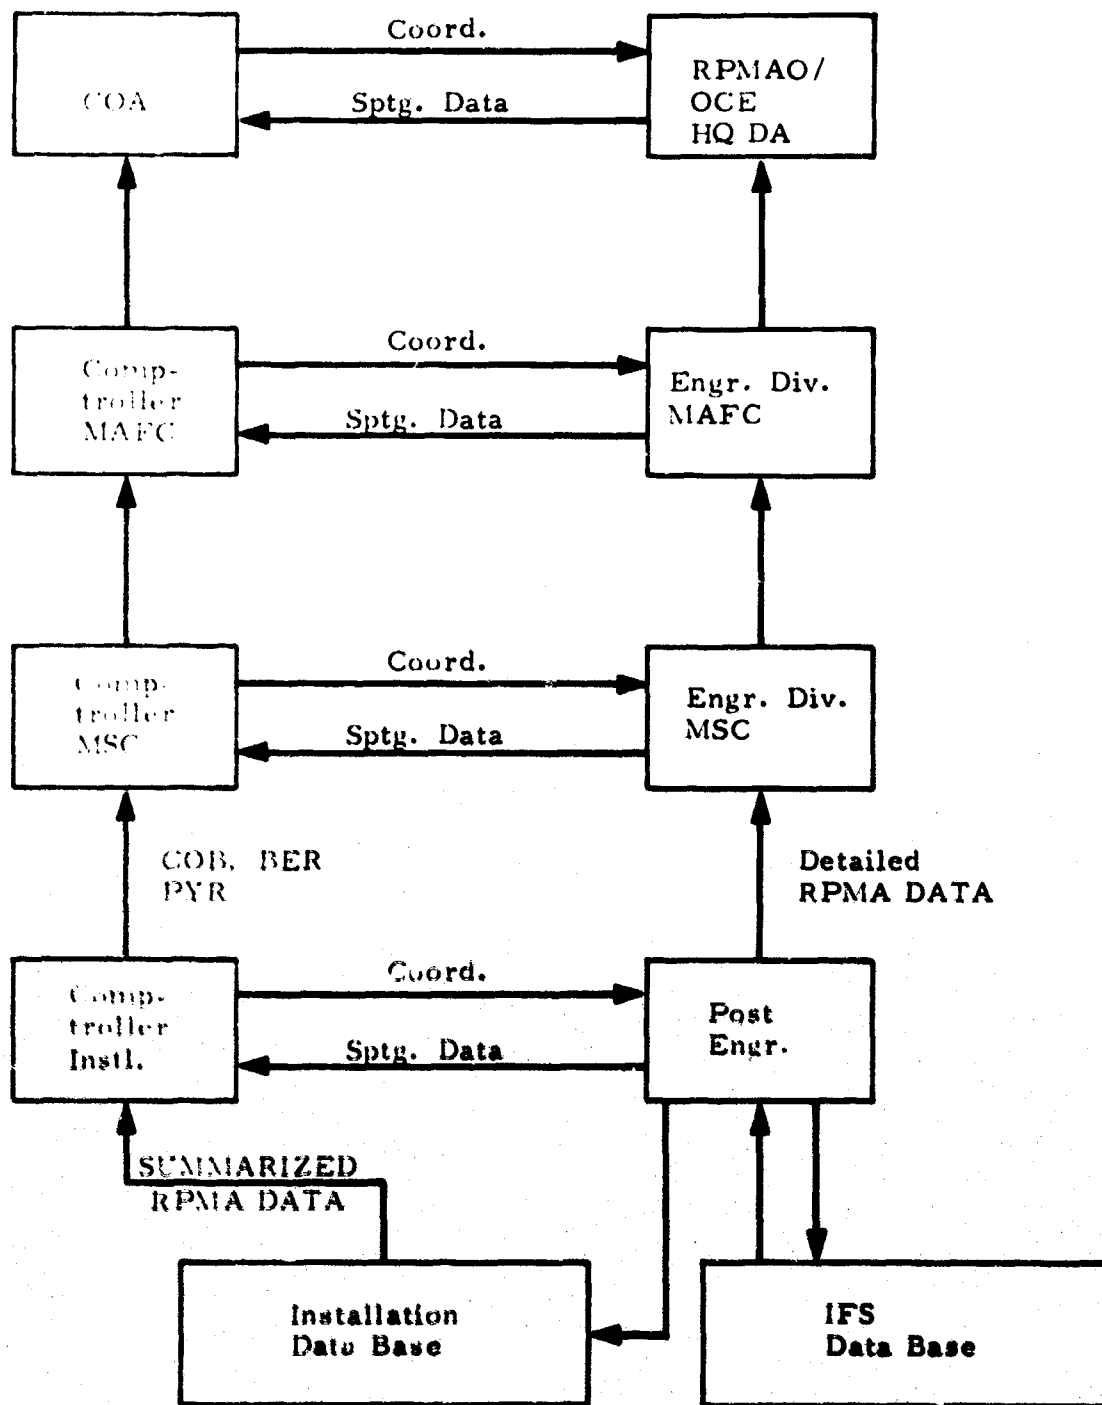 Coord.
COA
RPMAO/
OCE
HQ DA
Sptg. Data
Coord.
Comp-
troller
MAFC
Engr. Div.
MAFC
Sptg. Data
Coord.
Comp-
troller
MSC
Engr. Div.
MSC
Sptg. Data
COB, BER
PYR
Detailed
RPMA DATA
Coord.
Comp-
troller
Instl.
Post
Engr.
Sptg. Data
SUMMARIZED
RPMA DATA
Installation
Data Base
IFS
Data Base